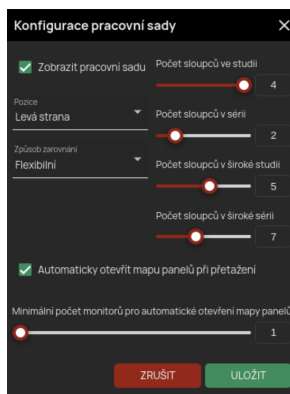 Konfigurace pracovní sady
Zobrazit pracovní sadu
Počet sloupců ve studii
4
Pozice
Levá strana
Počet sloupců v sérii
2
Způsob zarovnání
Flexibilní
Počet sloupců v široké studii
5
Počet sloupců v široké sérii
7
Automaticky otevřít mapu panelů při přetažení
Minimální počet monitorů pro automatické otevření mapy panelů
1
ZRUŠIT
ULOŽIT